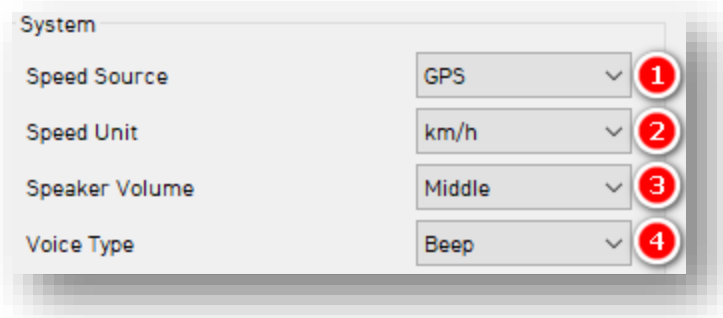 System
Speed Source GPS 1
Speed Unit km/h 2
Speaker Volume Middle 3
Voice Type Beep 4